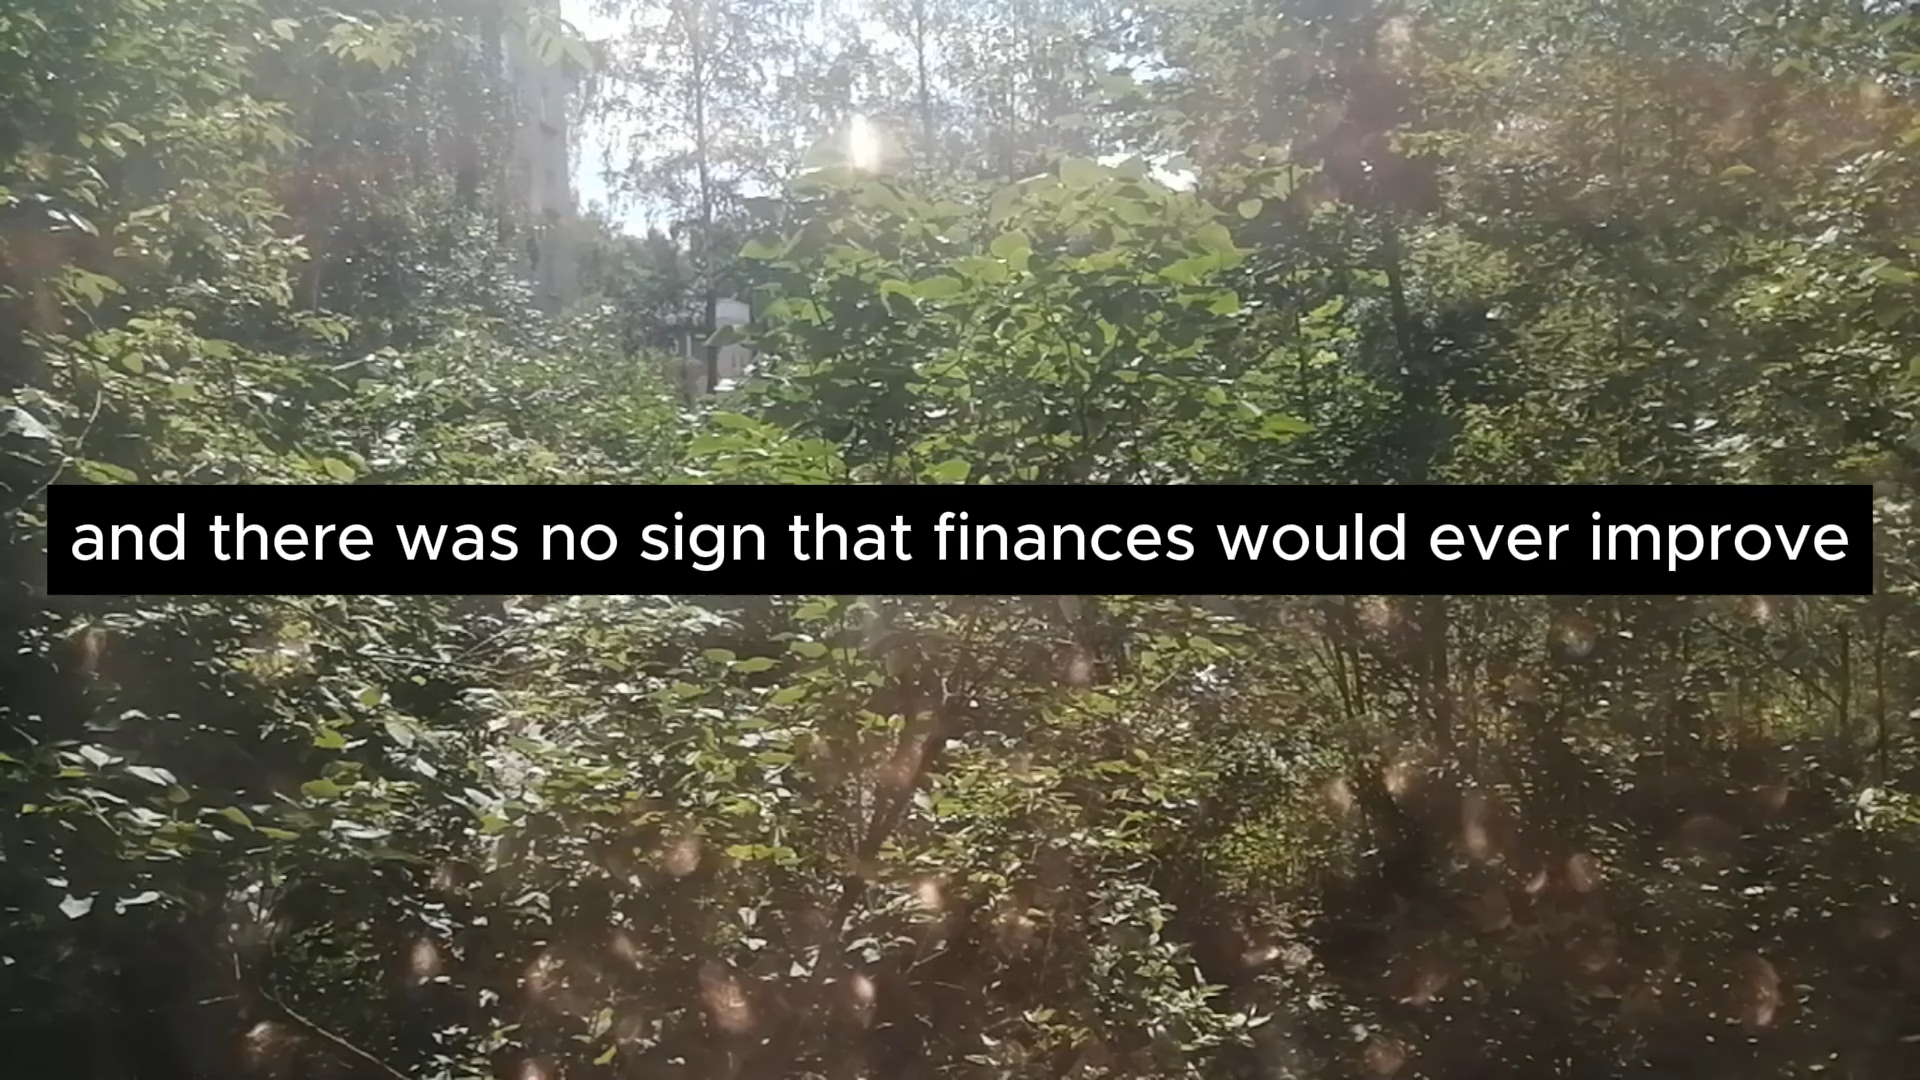 and there was no sign that finances would ever improve